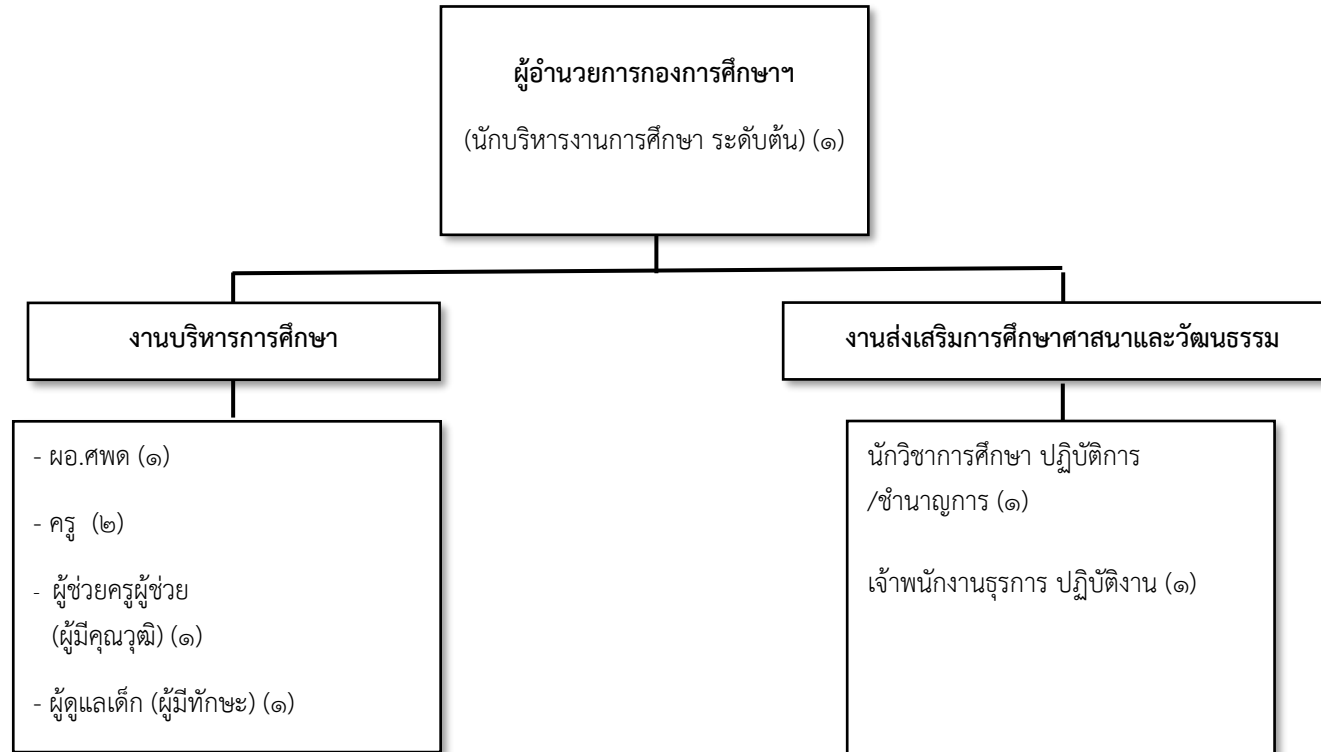 ผู้อำนวยการกองการศึกษาฯ
(นักบริหารงานการศึกษา ระดับต้น) (๑)
งานบริหารการศึกษา
งานส่งเสริมการศึกษาศาสนาและวัฒนธรรม
- ผอ.ศพด (๑)
- ครู (๒)
- ผู้ช่วยครูผู้ช่วย
(ผู้มีคุณวุฒิ) (๑)
- ผู้ดูแลเด็ก (ผู้มีทักษะ) (๑)
นักวิชาการศึกษา ปฏิบัติการ
/ชำนาญการ (๑)
เจ้าพนักงานธุรการ ปฏิบัติงาน (๑)